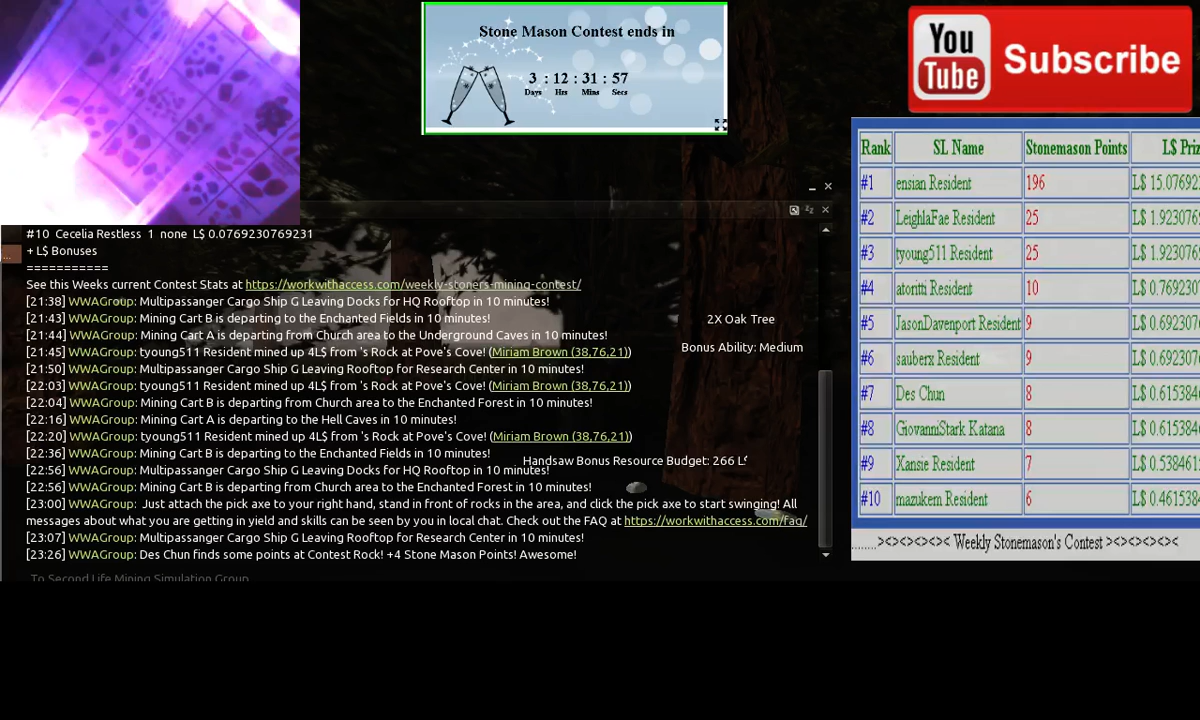 Stone Mason Contest ends in
3 : 12 : 31 : 57
Days Hrs Mins Secs
You Tube Subscribe
Rank SL Name Stonemason Points L$ Priz
#1 ensian Resident 196 L$ 15.07692
#2 LeighlaFae Resident 25 L$ 1.9230
#3 tyoung511 Resident 25 L$ 1.9230
#4 atortti Resident 10 L$ 0.76923
#5 JasonDavenport Resident 9 L$ 0.69230
#6 sauberx Resident 9 L$ 0.69230
#7 Des Chun 8 L$ 0.61538
#8 GiovanniStark Katana 8 L$ 0.61538
#9 Xansie Resident 7 L$ 0.53846
#10 mazukem Resident 6 L$ 0.46153
........><><><><>< Weekly Stonemason's Contest ><><><><><
#10 Cecelia Restless 1 none L$ 0.0769230769231
+ L$ Bonuses
===========
See this Weeks current Contest Stats at https://workwithaccess.com/weekly-stoners-mining-contest/
[21:38] WWAGroup: Multipassanger Cargo Ship G Leaving Docks for HQ Rooftop in 10 minutes!
[21:43] WWAGroup: Mining Cart B is departing to the Enchanted Fields in 10 minutes!
[21:44] WWAGroup: Mining Cart A is departing from Church area to the Underground Caves in 10 minutes!
[21:45] WWAGroup: tyoung511 Resident mined up 4L$ from 's Rock at Pove's Cove! (Miriam Brown (38,76,21))
[21:50] WWAGroup: Multipassanger Cargo Ship G Leaving Rooftop for Research Center in 10 minutes!
[22:03] WWAGroup: tyoung511 Resident mined up 4L$ from 's Rock at Pove's Cove! (Miriam Brown (38,76,21))
[22:04] WWAGroup: Mining Cart B is departing from Church area to the Enchanted Forest in 10 minutes!
[22:16] WWAGroup: Mining Cart A is departing to the Hell Caves in 10 minutes!
[22:20] WWAGroup: tyoung511 Resident mined up 4L$ from 's Rock at Pove's Cove! (Miriam Brown (38,76,21))
[22:36] WWAGroup: Mining Cart B is departing to the Enchanted Fields in 10 minutes!
[22:56] WWAGroup: Multipassanger Cargo Ship G Leaving Docks for HQ Rooftop in 10 minutes!
[22:56] WWAGroup: Mining Cart B is departing from Church area to the Enchanted Forest in 10 minutes!
[23:00] WWAGroup: Just attach the pick axe to your right hand, stand in front of rocks in the area, and click the pick axe to start swinging! All
messages about what you are getting in yield and skills can be seen by you in local chat. Check out the FAQ at https://workwithaccess.com/faq/
[23:07] WWAGroup: Multipassanger Cargo Ship G Leaving Rooftop for Research Center in 10 minutes!
[23:26] WWAGroup: Des Chun finds some points at Contest Rock! +4 Stone Mason Points! Awesome!
To Second Life Mining Simulation Group
2X Oak Tree
Bonus Ability: Medium
Handsaw Bonus Resource Budget: 266 L$